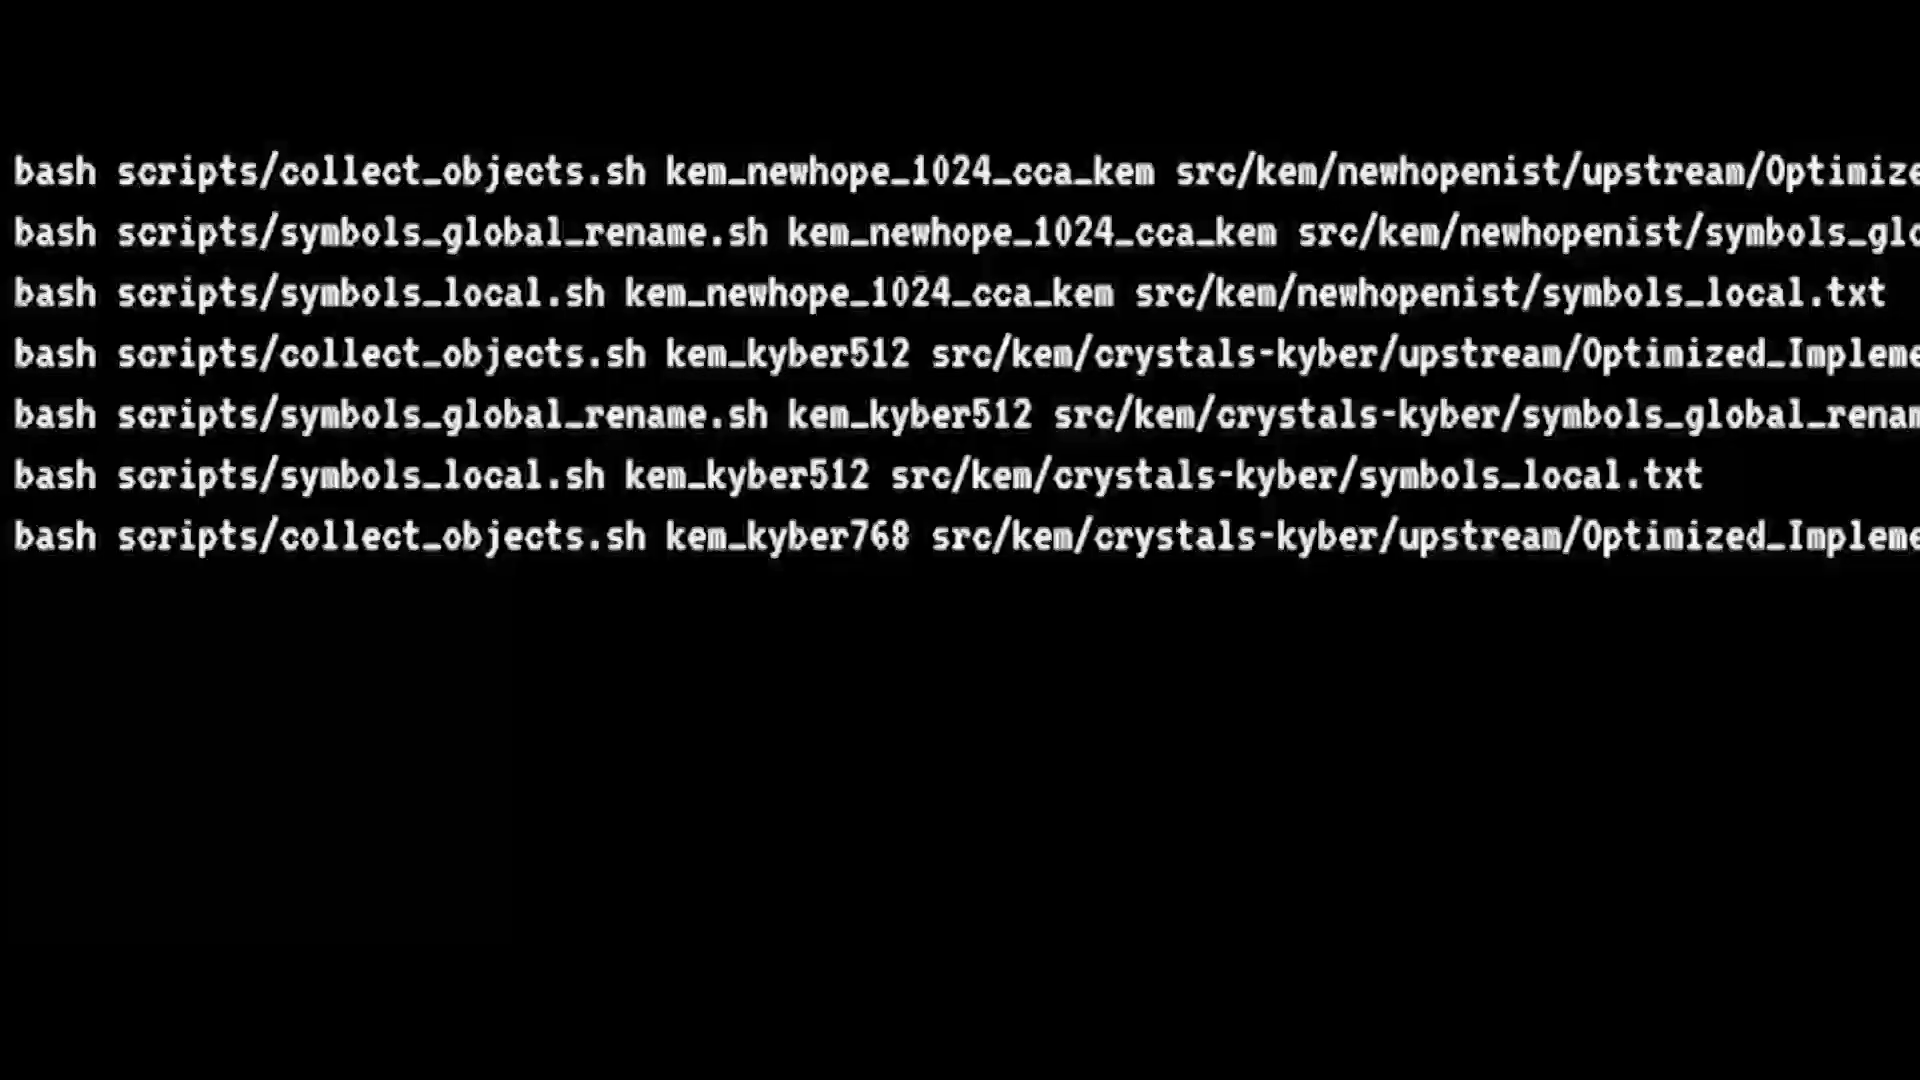 bash scripts/collect_objects.sh kem_newhope_1024_cca_kem src/kem/newhopenist/upstream/Optimize
bash scripts/symbols_global_rename.sh kem_newhope_1024_cca_kem src/kem/newhopenist/symbols_glo
bash scripts/symbols_local.sh kem_newhope_1024_cca_kem src/kem/newhopenist/symbols_local.txt
bash scripts/collect_objects.sh kem_kyber512 src/kem/crystals-kyber/upstream/Optimized_Impleme
bash scripts/symbols_global_rename.sh kem_kyber512 src/kem/crystals-kyber/symbols_global_renam
bash scripts/symbols_local.sh kem_kyber512 src/kem/crystals-kyber/symbols_local.txt
bash scripts/collect_objects.sh kem_kyber768 src/kem/crystals-kyber/upstream/Optimized_Impleme